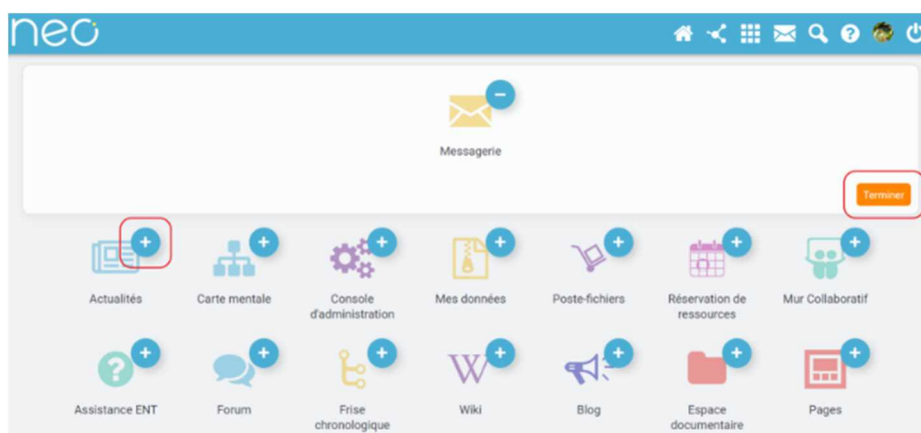 neo
Messagerie
Terminer
Actualités
Carte mentale
Console
d'administration
Mes données
Poste-fichiers
Réservation de
ressources
Mur Collaboratif
Assistance ENT
Forum
Frise
chronologique
Wiki
Blog
Espace
documentaire
Pages